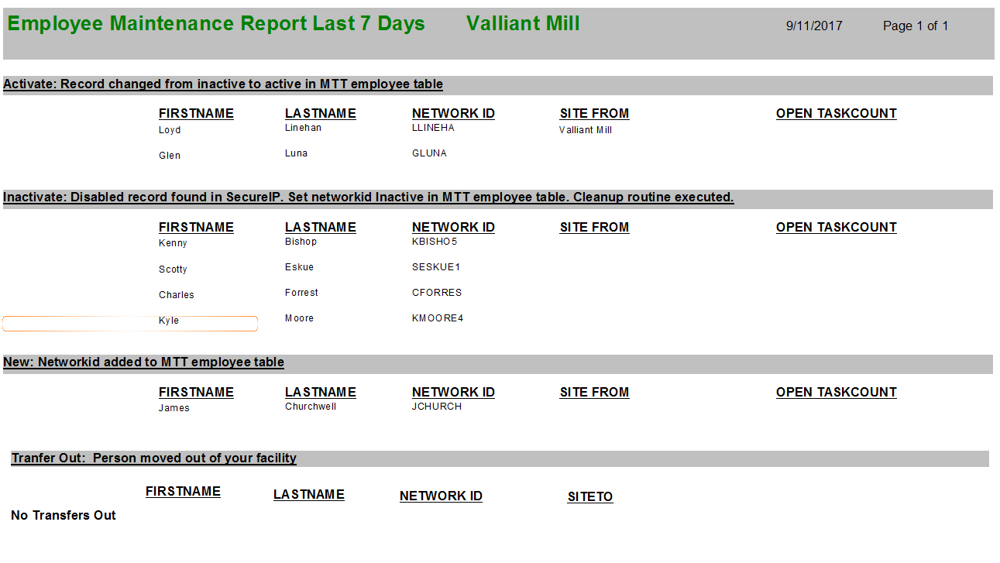 Employee Maintenance Report Last 7 Days Valliant Mill 9/11/2017 Page 1 of 1
Activate: Record changed from inactive to active in MTT employee table
FIRSTNAME LASTNAME NETWORK ID SITE FROM OPEN TASKCOUNT
Loyd Linehan LLINEHA Valliant Mill
Glen Luna GLUNA
Inactivate: Disabled record found in SecureIP. Set networkid Inactive in MTT employee table. Cleanup routine executed.
FIRSTNAME LASTNAME NETWORK ID SITE FROM OPEN TASKCOUNT
Kenny Bishop KBISHO5
Scotty Eskue SESKUE1
Charles Forrest CFORRES
Kyle Moore KMOORE4
New: Networkid added to MTT employee table
FIRSTNAME LASTNAME NETWORK ID SITE FROM OPEN TASKCOUNT
James Churchwell JCHURCH
Tranfer Out: Person moved out of your facility
FIRSTNAME LASTNAME NETWORK ID SITETO
No Transfers Out